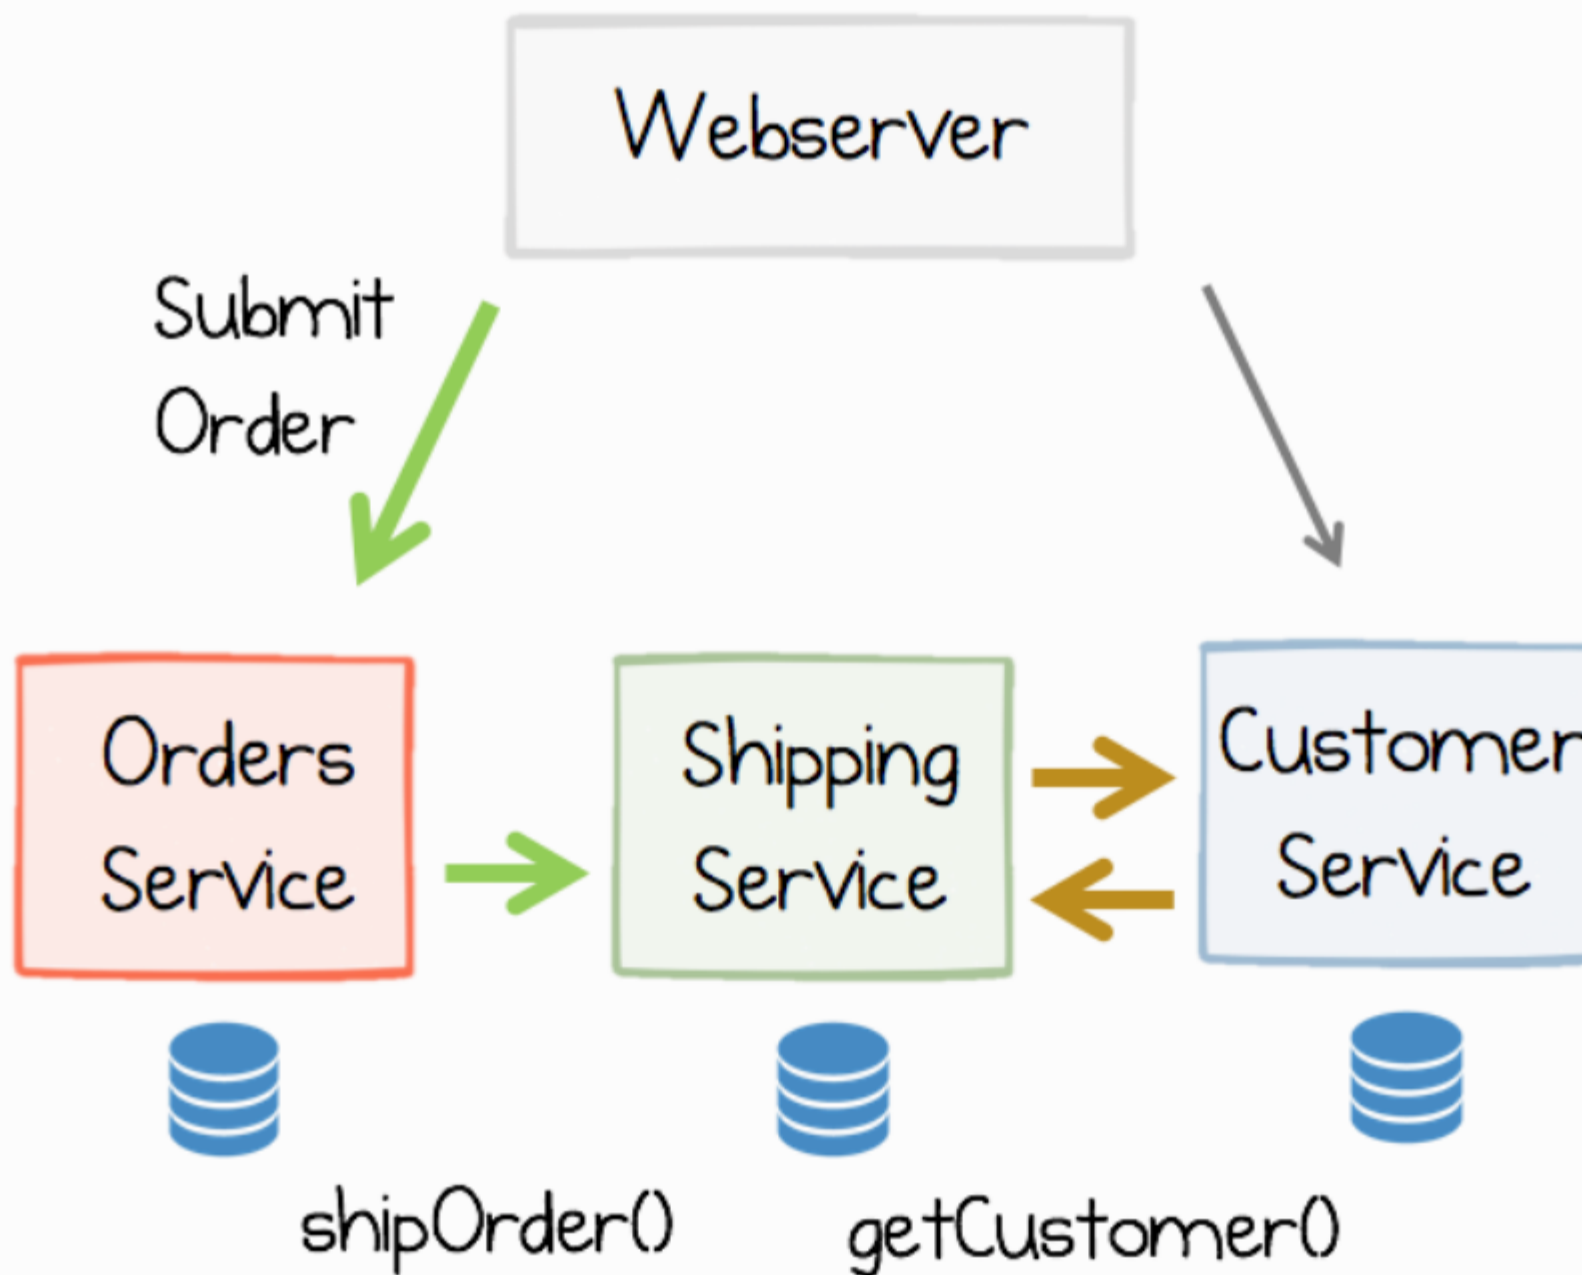 Webserver
Submit
Order
Orders
Service
Shipping
Service
Customer
Service
shipOrder()
getCustomer()